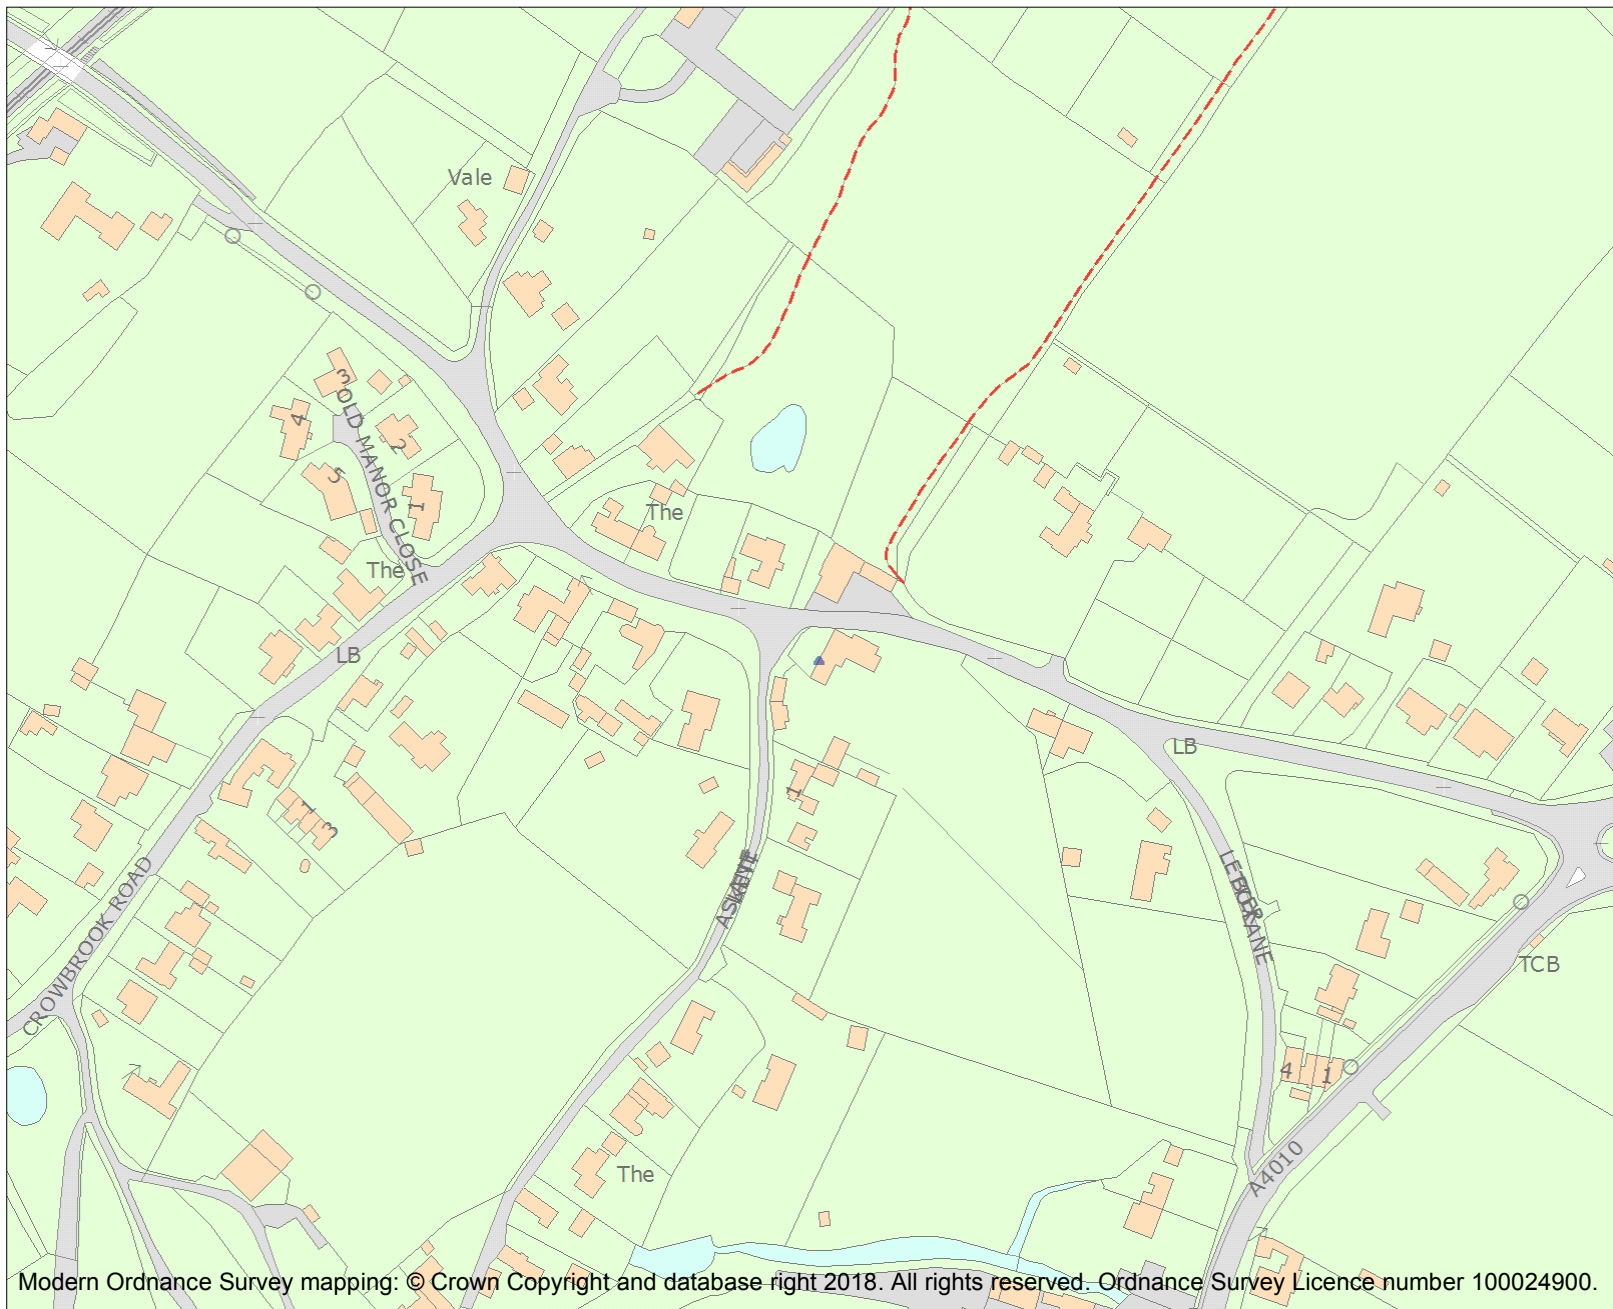 Vale
3
OLD MANOR CLOSE
4
2
5
1
The
The
LB
LB
1
1
3
CROWBROOK ROAD
TCB
4
1
A4010
The
Modern Ordnance Survey mapping: © Crown Copyright and database right 2018. All rights reserved. Ordnance Survey Licence number 100024900.